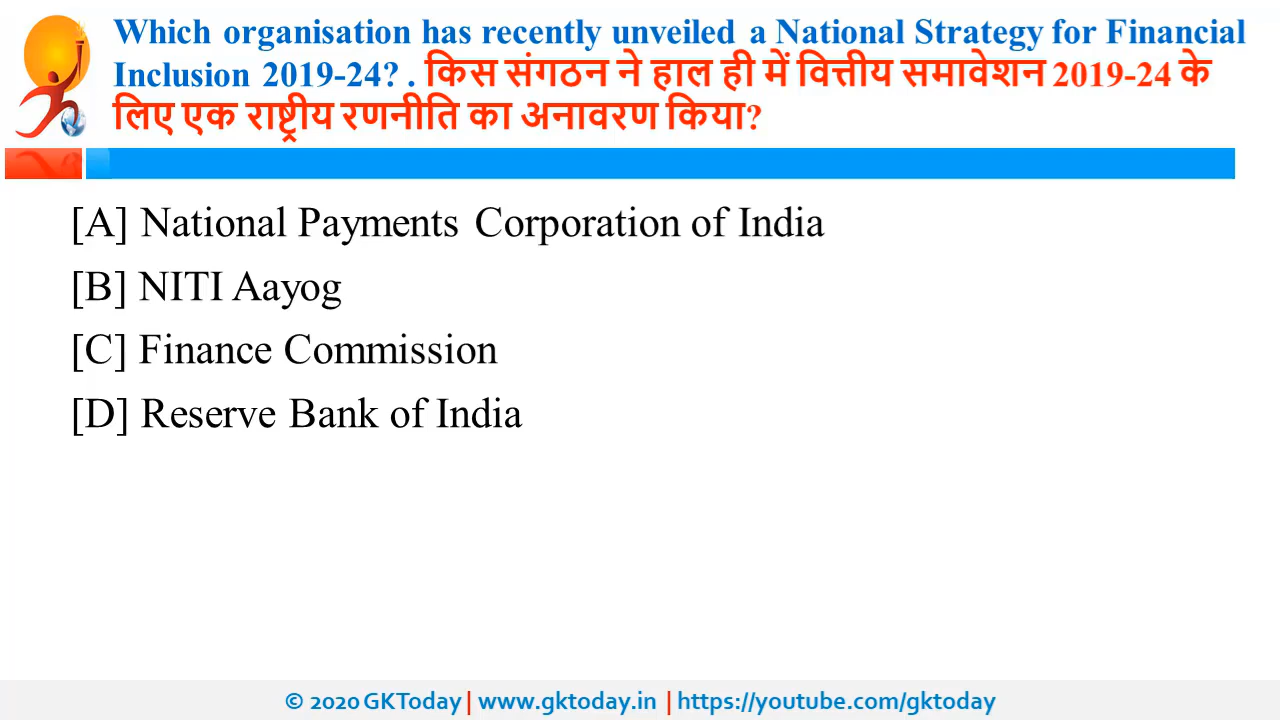 Which organisation has recently unveiled a National Strategy for Financial
Inclusion 2019-24? . किस संगठन ने हाल ही में वित्तीय समावेशन 2019-24 के
लिए एक राष्ट्रीय रणनीति का अनावरण किया?
[A] National Payments Corporation of India
[B] NITI Aayog
[C] Finance Commission
[D] Reserve Bank of India
© 2020 GKToday | www.gktoday.in | https://youtube.com/gktoday